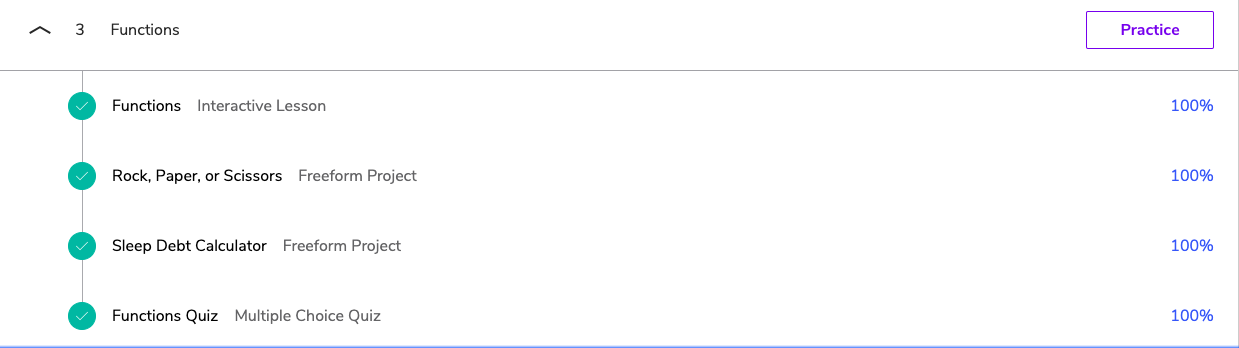 3 Functions Practice
Functions Interactive Lesson 100%
Rock, Paper, or Scissors Freeform Project 100%
Sleep Debt Calculator Freeform Project 100%
Functions Quiz Multiple Choice Quiz 100%